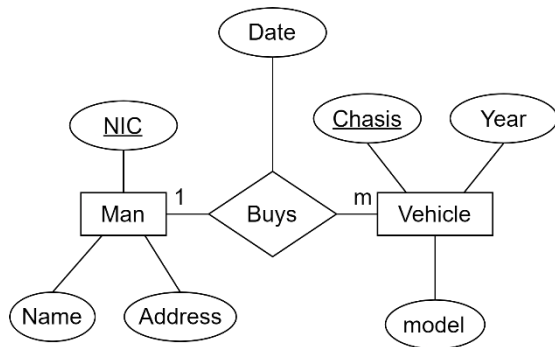 Date
NIC
Chasis
Year
Man
1
Buys
m
Vehicle
Name
Address
model